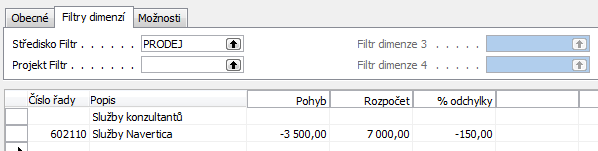 Obecné Filtry dimenzí Možnosti
Středisko Filtr . . . . . . PRODEJ Filtr dimenze 3 . . . . . .
Projekt Filtr . . . . . . . Filtr dimenze 4 . . . . . .
Číslo řady Popis Pohyb Rozpočet % odchylky
Služby konzultantů
602110 Služby Navertica -3 500,00 7 000,00 -150,00